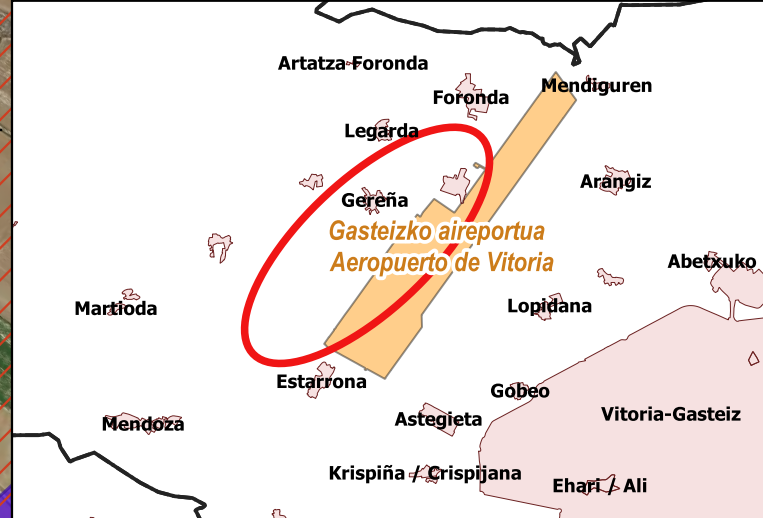 Artatza Foronda
Mendiguren
Foronda
Legarda
Arangiz
Gereña
Gasteizko aireportua
Aeropuerto de Vitoria
Abetxuko
Martioda
Lopidana
Estarrona
Gobeo
Vitoria-Gasteiz
Astegieta
Mendoza
Krispiña / Crispijana
Ehari / Ali